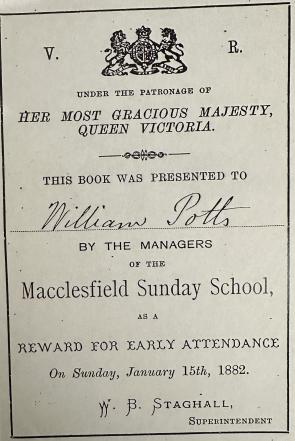 V. R.
UNDER THE PATRONAGE OF
HER MOST GRACIOUS MAJESTY,
QUEEN VICTORIA.
THIS BOOK WAS PRESENTED TO
William Potts
BY THE MANAGERS
OF THE
Macclesfield Sunday School,
AS A
REWARD FOR EARLY ATTENDANCE
On Sunday, January 15th, 1882.
W. B. STAGHALL,
SUPERINTENDENT